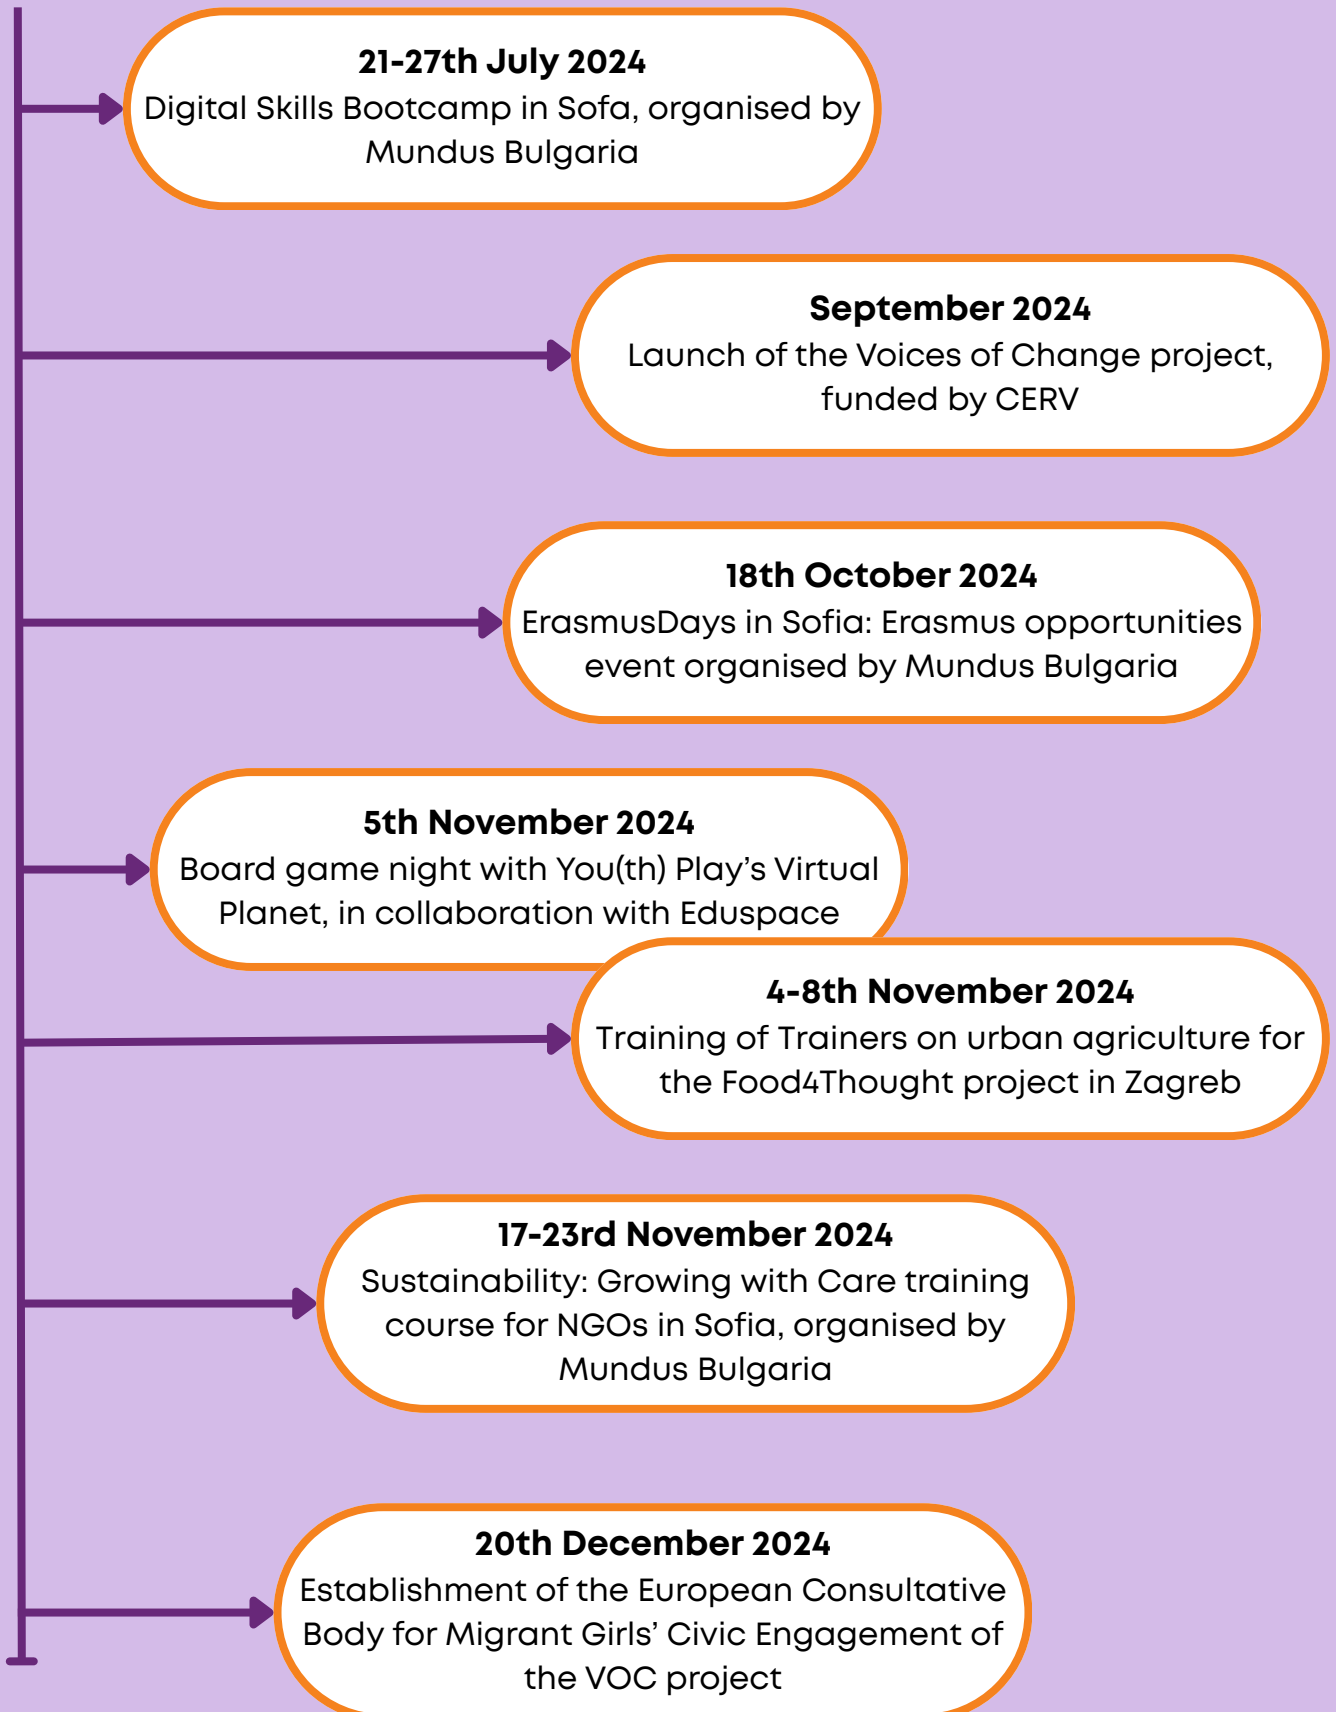 21-27th July 2024
Digital Skills Bootcamp in Sofa, organised by
Mundus Bulgaria
September 2024
Launch of the Voices of Change project,
funded by CERV
18th October 2024
ErasmusDays in Sofia: Erasmus opportunities
event organised by Mundus Bulgaria
5th November 2024
Board game night with You(th) Play’s Virtual
Planet, in collaboration with Eduspace
4-8th November 2024
Training of Trainers on urban agriculture for
the Food4Thought project in Zagreb
17-23rd November 2024
Sustainability: Growing with Care training
course for NGOs in Sofia, organised by
Mundus Bulgaria
20th December 2024
Establishment of the European Consultative
Body for Migrant Girls’ Civic Engagement of
the VOC project